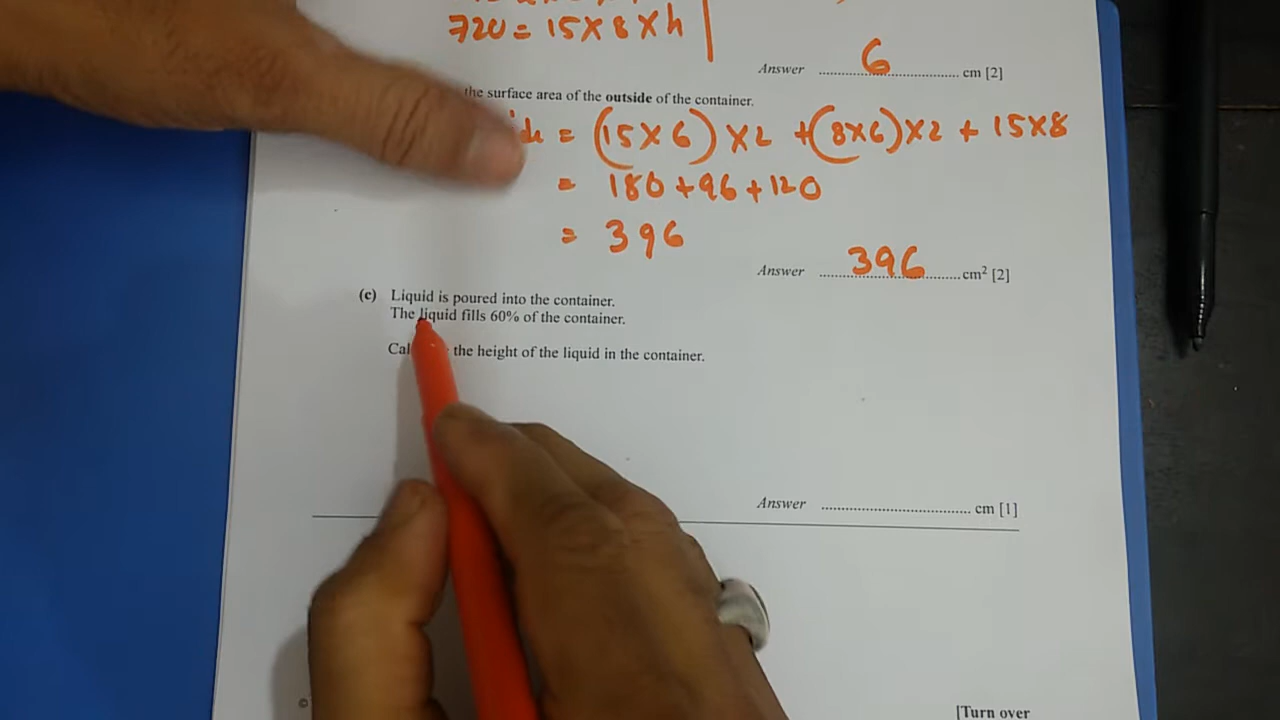 720 = 15 X 8 X h
Answer 6 cm [2]
the surface area of the outside of the container.
= (15 X 6) X 2 + (8 X 6) X 2 + 15 X 8
= 180 + 96 + 120
= 396
Answer 396 cm² [2]
(c) Liquid is poured into the container.
The liquid fills 60% of the container.
the height of the liquid in the container.
Answer cm [1]
[Turn over